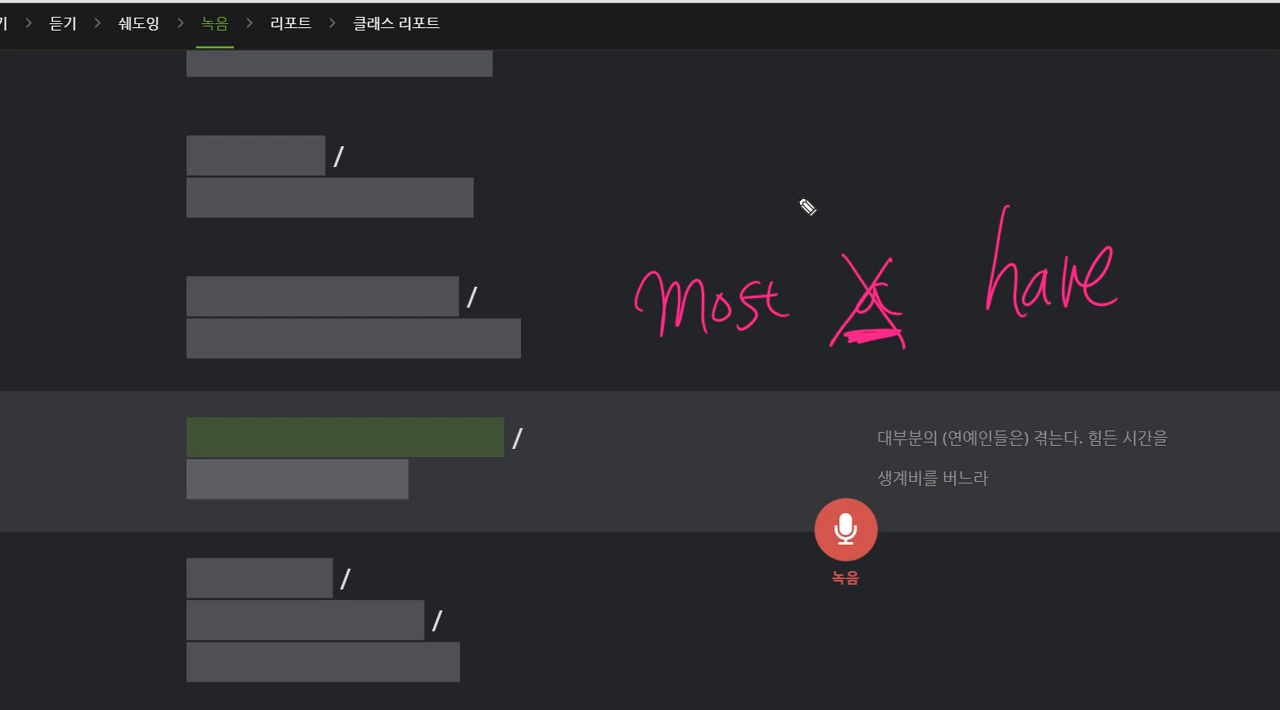 기 > 듣기 > 쉐도잉 > 녹음 > 리포트 > 클래스 리포트
/
/
most a have
/
대부분의 (연예인들은) 겪는다. 힘든 시간을
생계비를 버느라
녹음
/
/